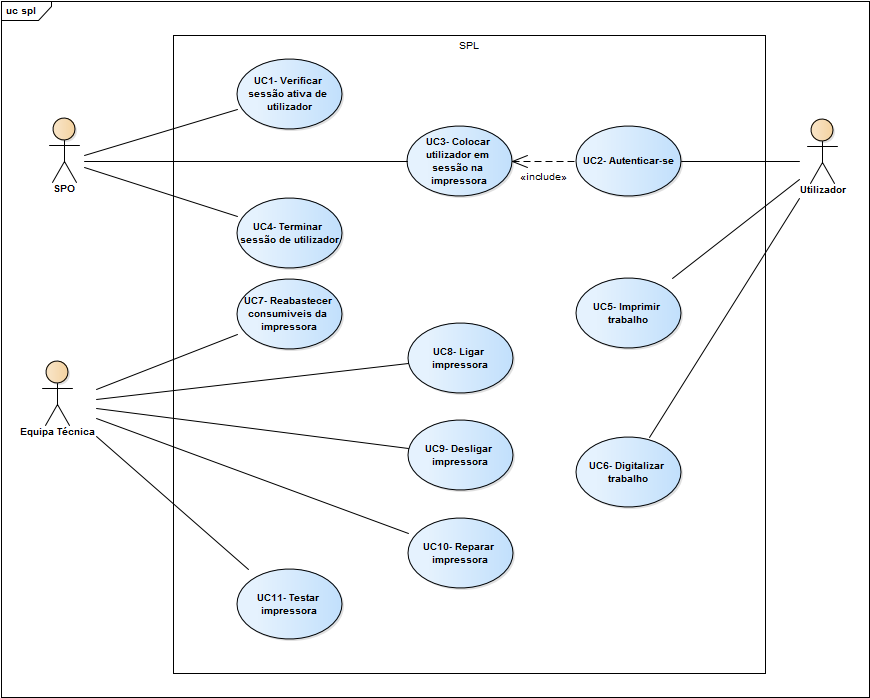 uc spl
SPL
UC1- Verificar
sessão ativa de
utilizador
SPO
UC3- Colocar
utilizador em
sessão na
impressora
«include»
UC2- Autenticar-se
Utilizador
UC4- Terminar
sessão de utilizador
UC7- Reabastecer
consumiveis da
impressora
UC5- Imprimir
trabalho
UC8- Ligar
impressora
Equipa Técnica
UC9- Desligar
impressora
UC6- Digitalizar
trabalho
UC10- Reparar
impressora
UC11- Testar
impressora